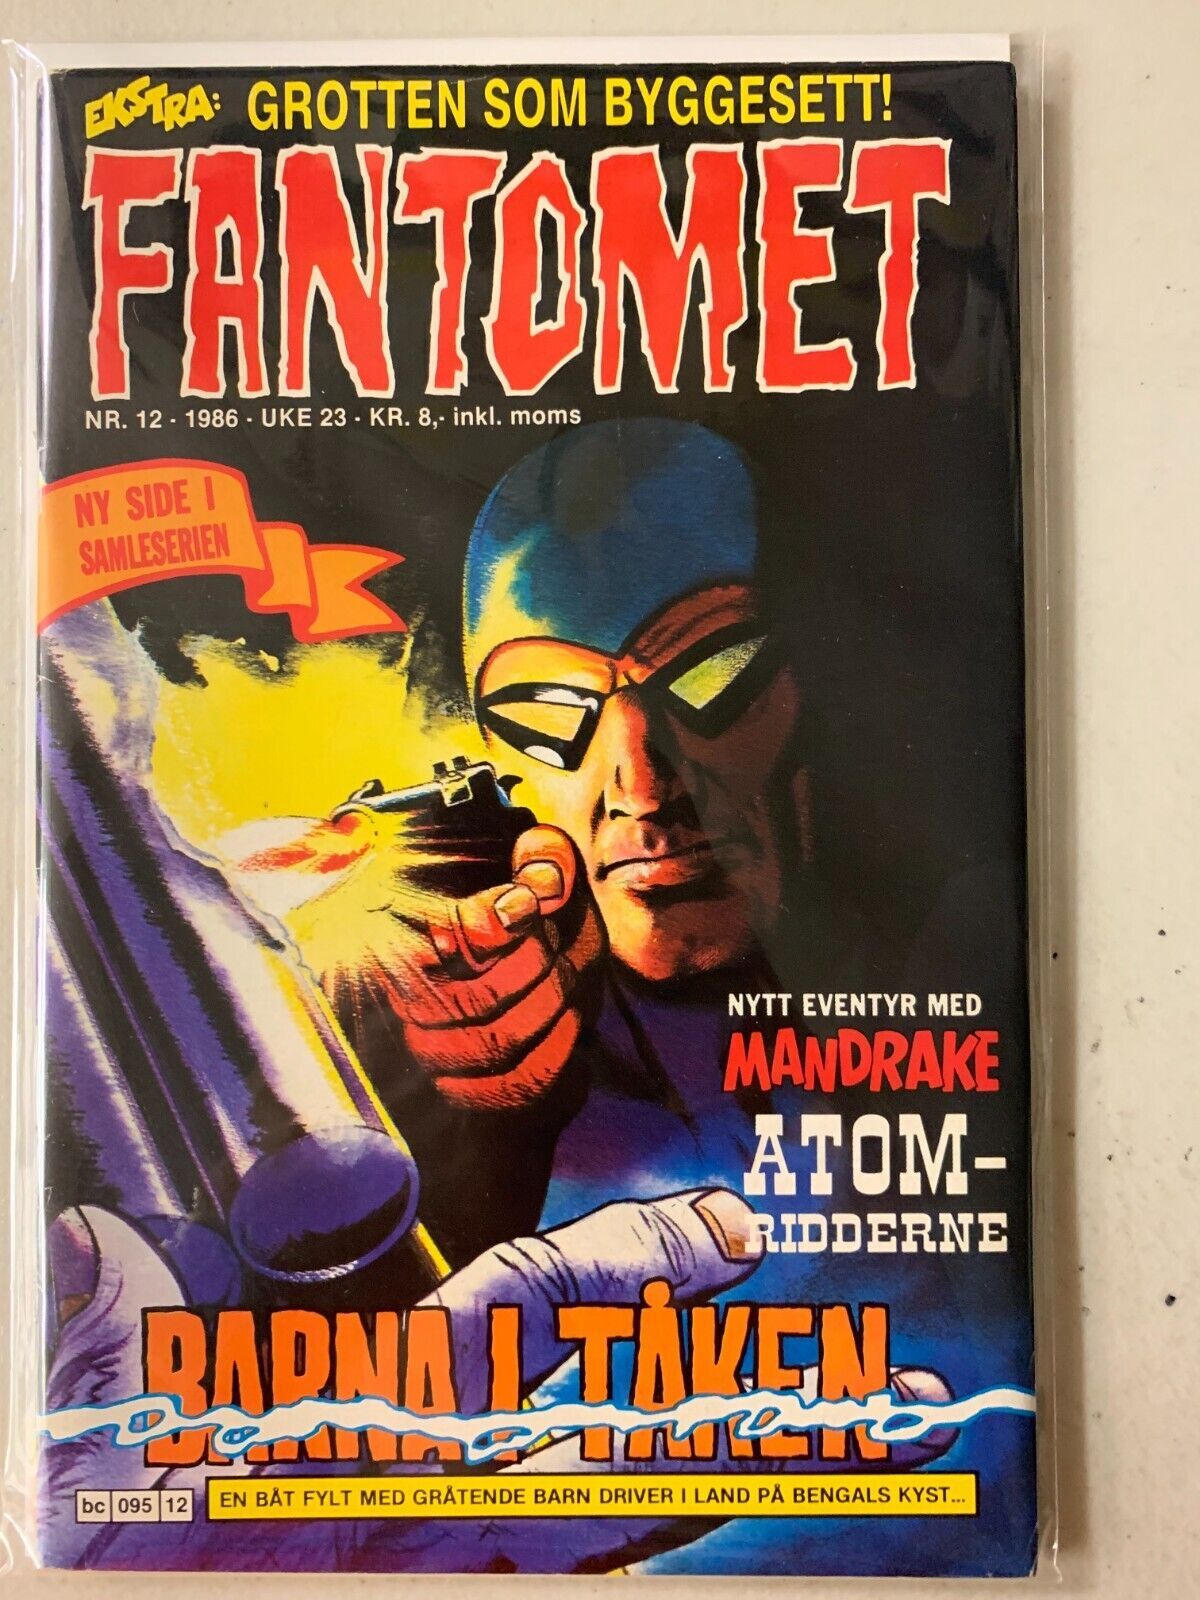 EKSTRA: GROTTEN SOM BYGGESETT!
FANTOMET
NR. 12 - 1986 - UKE 23 - KR. 8,- inkl. moms
NY SIDE I
SAMLESERIEN
NYTT EVENTYR MED
MANDRAKE
ATOM-
RIDDERNE
BARNA I TÅKEN
bc 095 12
EN BÅT FYLT MED GRÅTENDE BARN DRIVER I LAND PÅ BENGALS KYST...